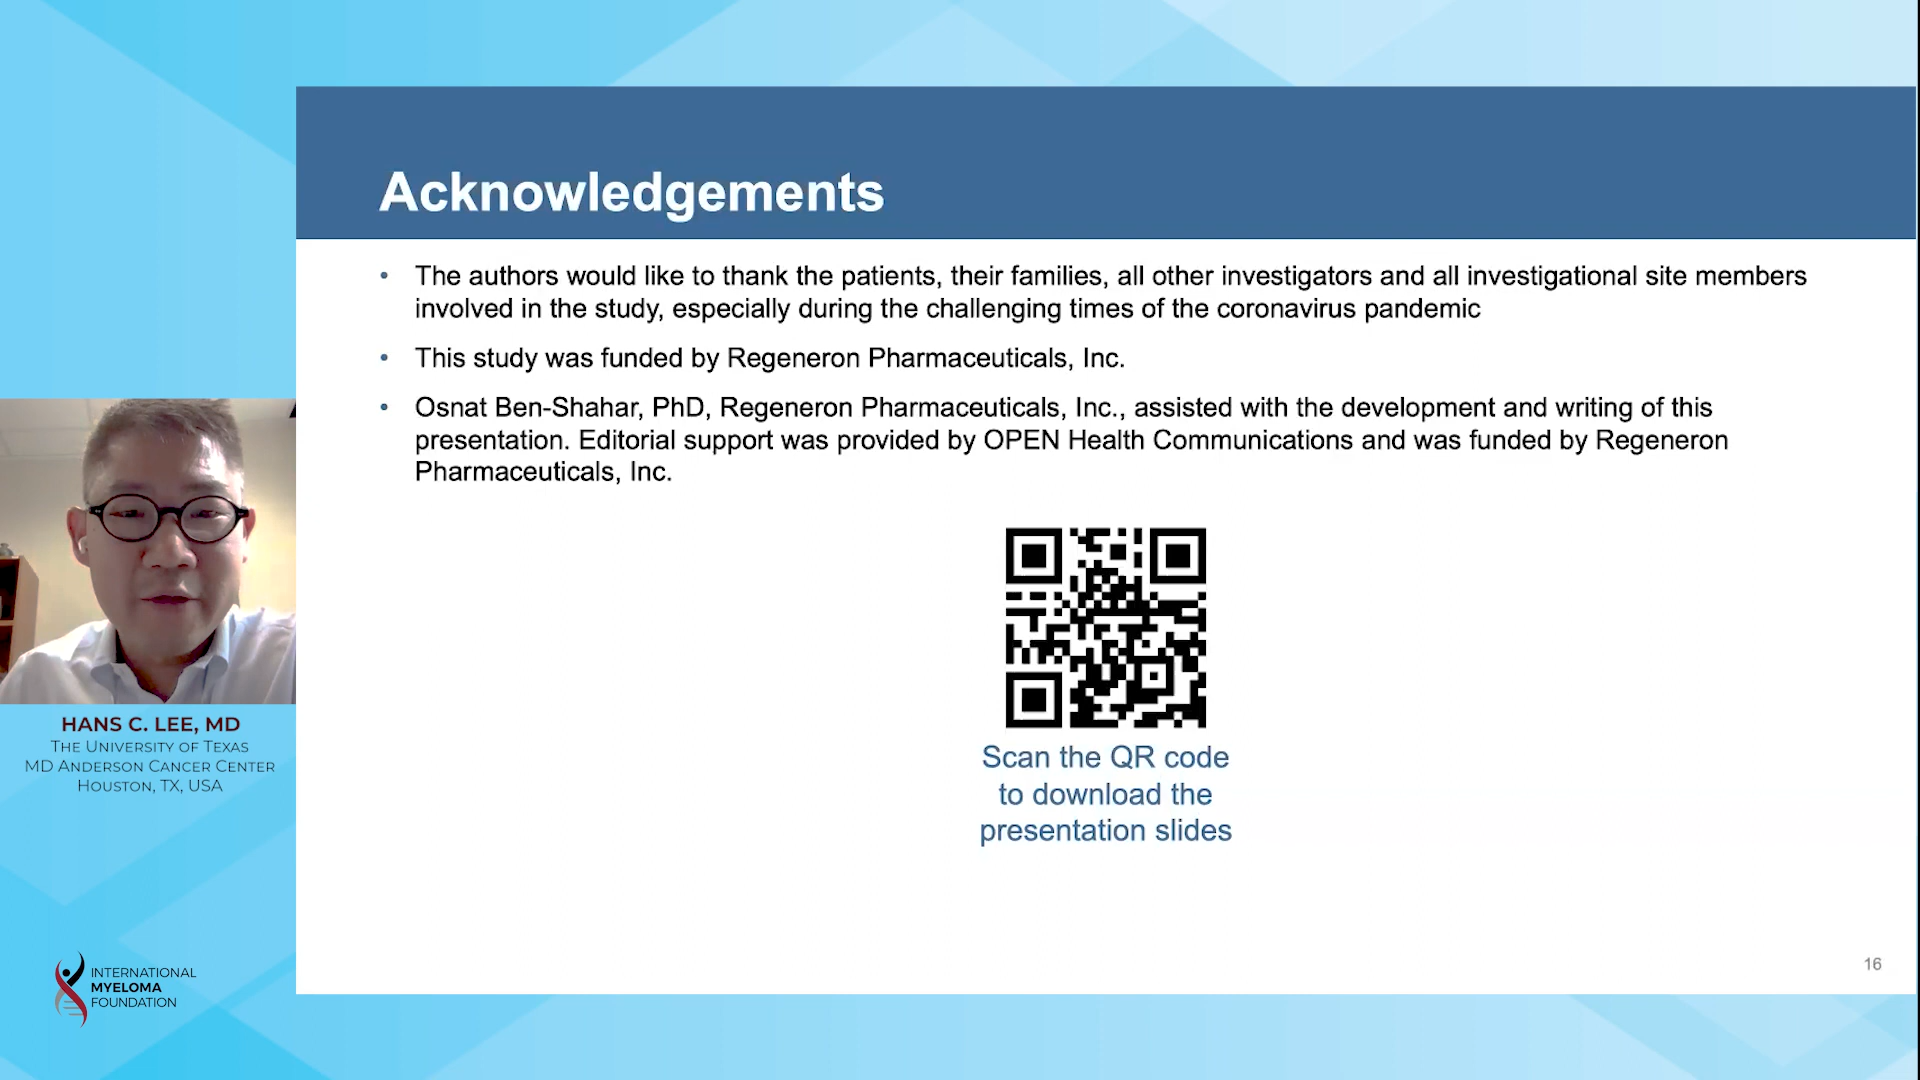 Acknowledgements
• The authors would like to thank the patients, their families, all other investigators and all investigational site members
involved in the study, especially during the challenging times of the coronavirus pandemic
• This study was funded by Regeneron Pharmaceuticals, Inc.
• Osnat Ben-Shahar, PhD, Regeneron Pharmaceuticals, Inc., assisted with the development and writing of this
presentation. Editorial support was provided by OPEN Health Communications and was funded by Regeneron
Pharmaceuticals, Inc.
Scan the QR code
to download the
presentation slides
16
HANS C. LEE, MD
THE UNIVERSITY OF TEXAS
MD ANDERSON CANCER CENTER
HOUSTON, TX, USA
INTERNATIONAL
MYELOMA
FOUNDATION